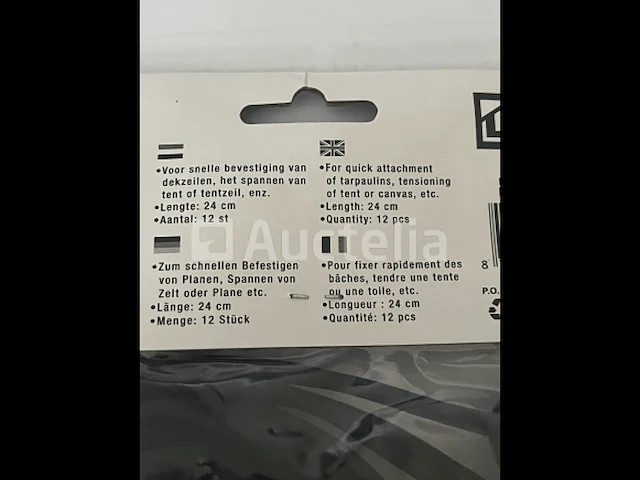 •Voor snelle bevestiging van
dekzeilen, het spannen van
tent of tentzeil, enz.
•Lengte: 24 cm
•Aantal: 12 st
•For quick attachment
of tarpaulins, tensioning
of tent or canvas, etc.
•Length: 24 cm
•Quantity: 12 pcs
Auctelia
•Zum schnellen Befestigen
von Planen, Spannen von
Zelt oder Plane etc.
•Länge: 24 cm
•Menge: 12 Stück
•Pour fixer rapidement des
bâches, tendre une tente
ou une toile, etc.
•Longueur : 24 cm
•Quantité: 12 pcs
8
P.O.